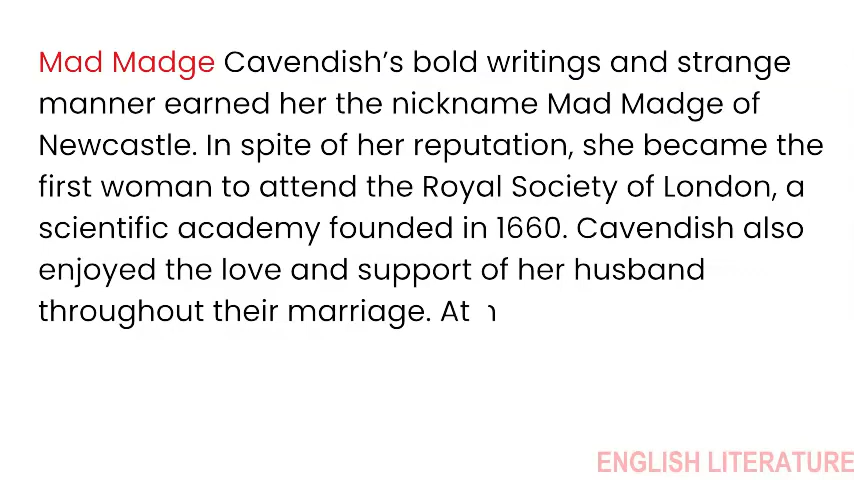 Mad Madge Cavendish’s bold writings and strange
manner earned her the nickname Mad Madge of
Newcastle. In spite of her reputation, she became the
first woman to attend the Royal Society of London, a
scientific academy founded in 1660. Cavendish also
enjoyed the love and support of her husband
throughout their marriage. At
ENGLISH LITERATURE